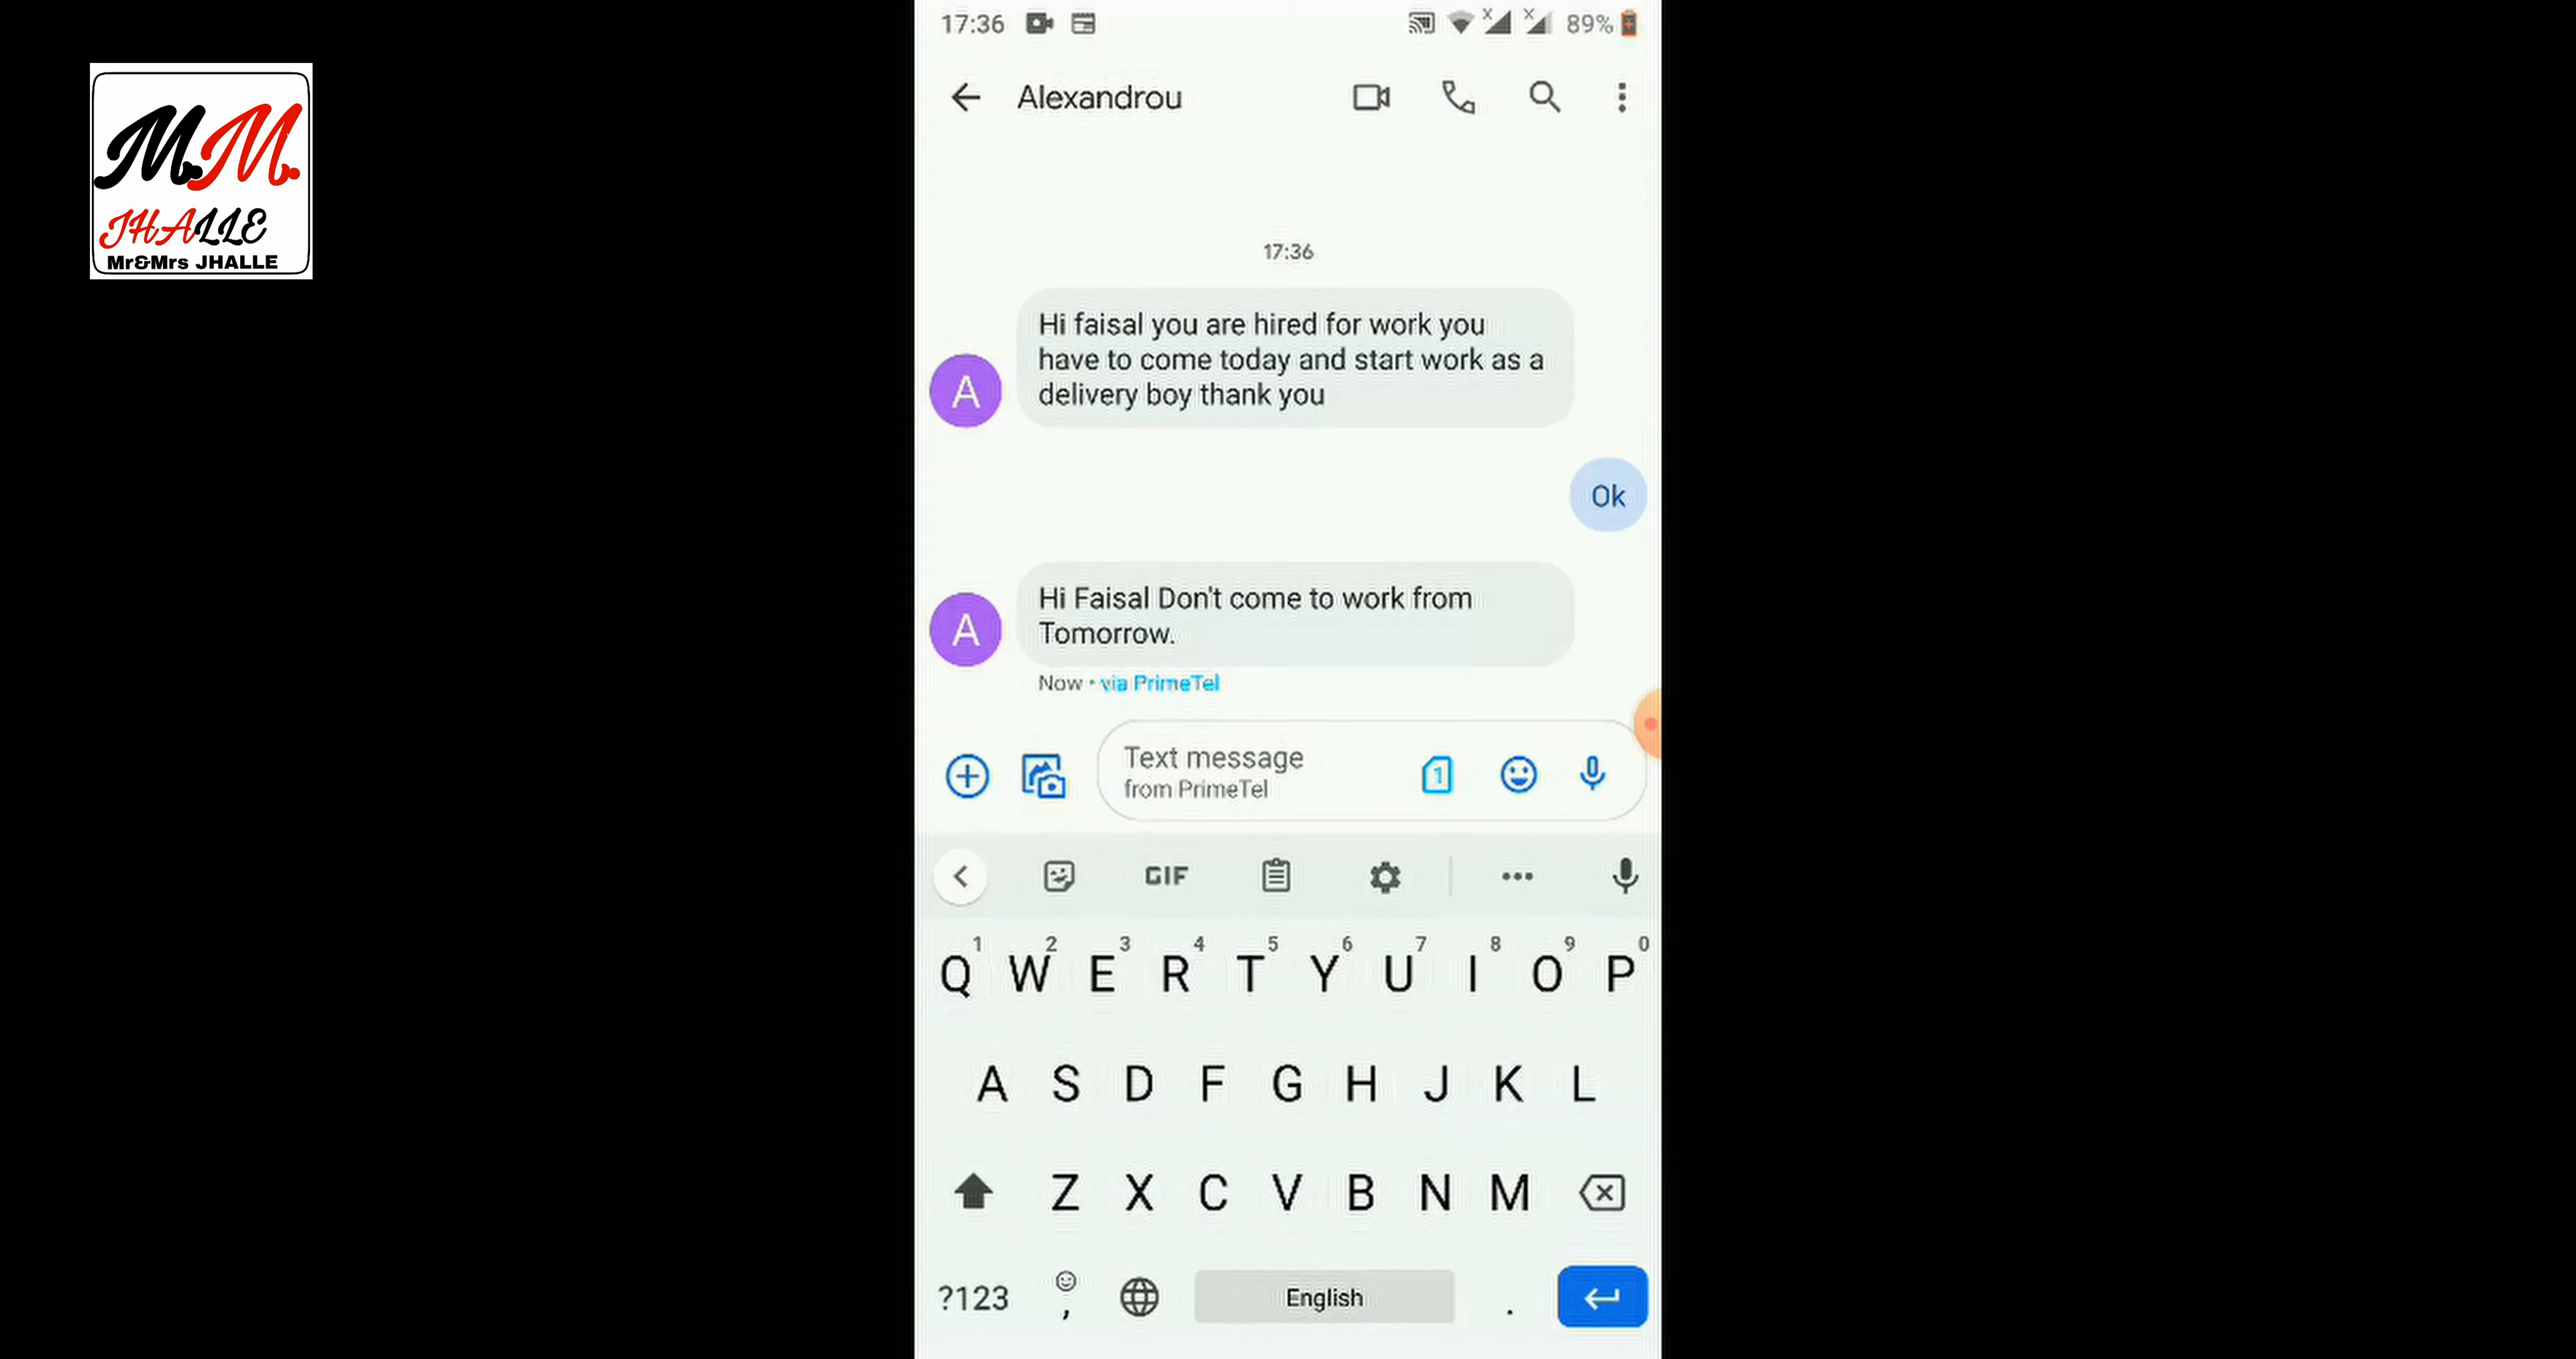 17:36
89%
M.M.
JHALLE
Mr&Mrs JHALLE
Alexandrou
17:36
Hi faisal you are hired for work you
have to come today and start work as a
delivery boy thank you
A
Ok
Hi Faisal Don't come to work from
Tomorrow.
A
Now • via PrimeTel
Text message
from PrimeTel
1
GIF
1 2 3 4 5 6 7 8 9 0
Q W E R T Y U I O P
A S D F G H J K L
Z X C V B N M
?123 , English .